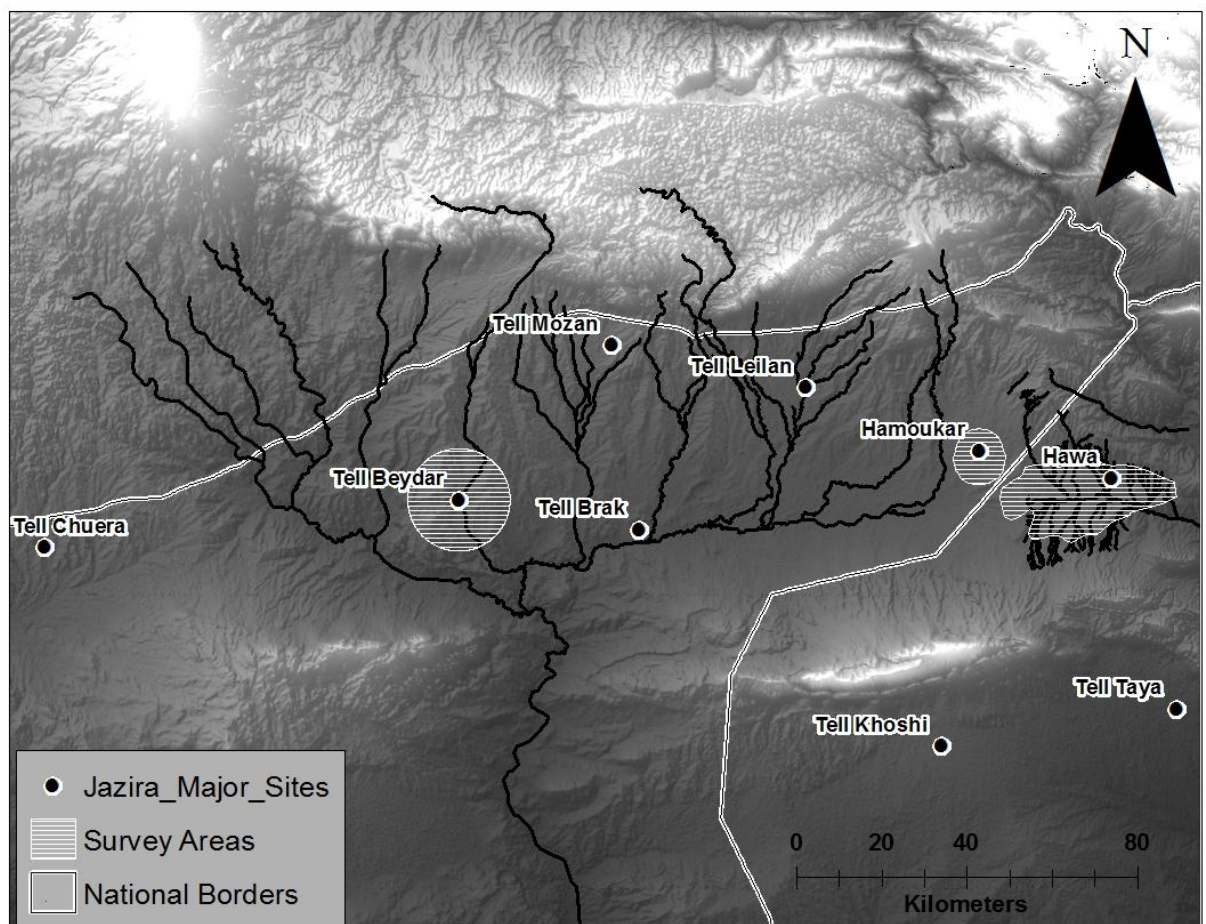 N
Tell Mozan
Tell Leilan
Hamoukar
Hawa
Tell Beydar
Tell Brak
Tell Chuera
Tell Taya
Tell Khoshi
Jazira_Major_Sites
Survey Areas
National Borders
0 20 40 80
Kilometers